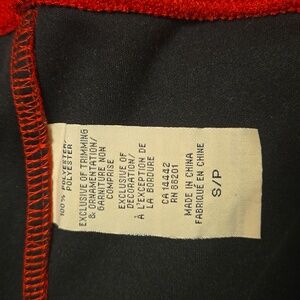 100% POLYESTER
POLYESTER
EXCLUSIVE OF TRIMMING
& ORNAMENTATION/
GARNITURE NON
COMPRISE
EXCLUSIVE OF
DECORATION/
À L'EXCEPTION DE
LA BORDURE
CA 14442
RN 88201
MADE IN CHINA
FABRIQUÉ EN CHINE
S/P